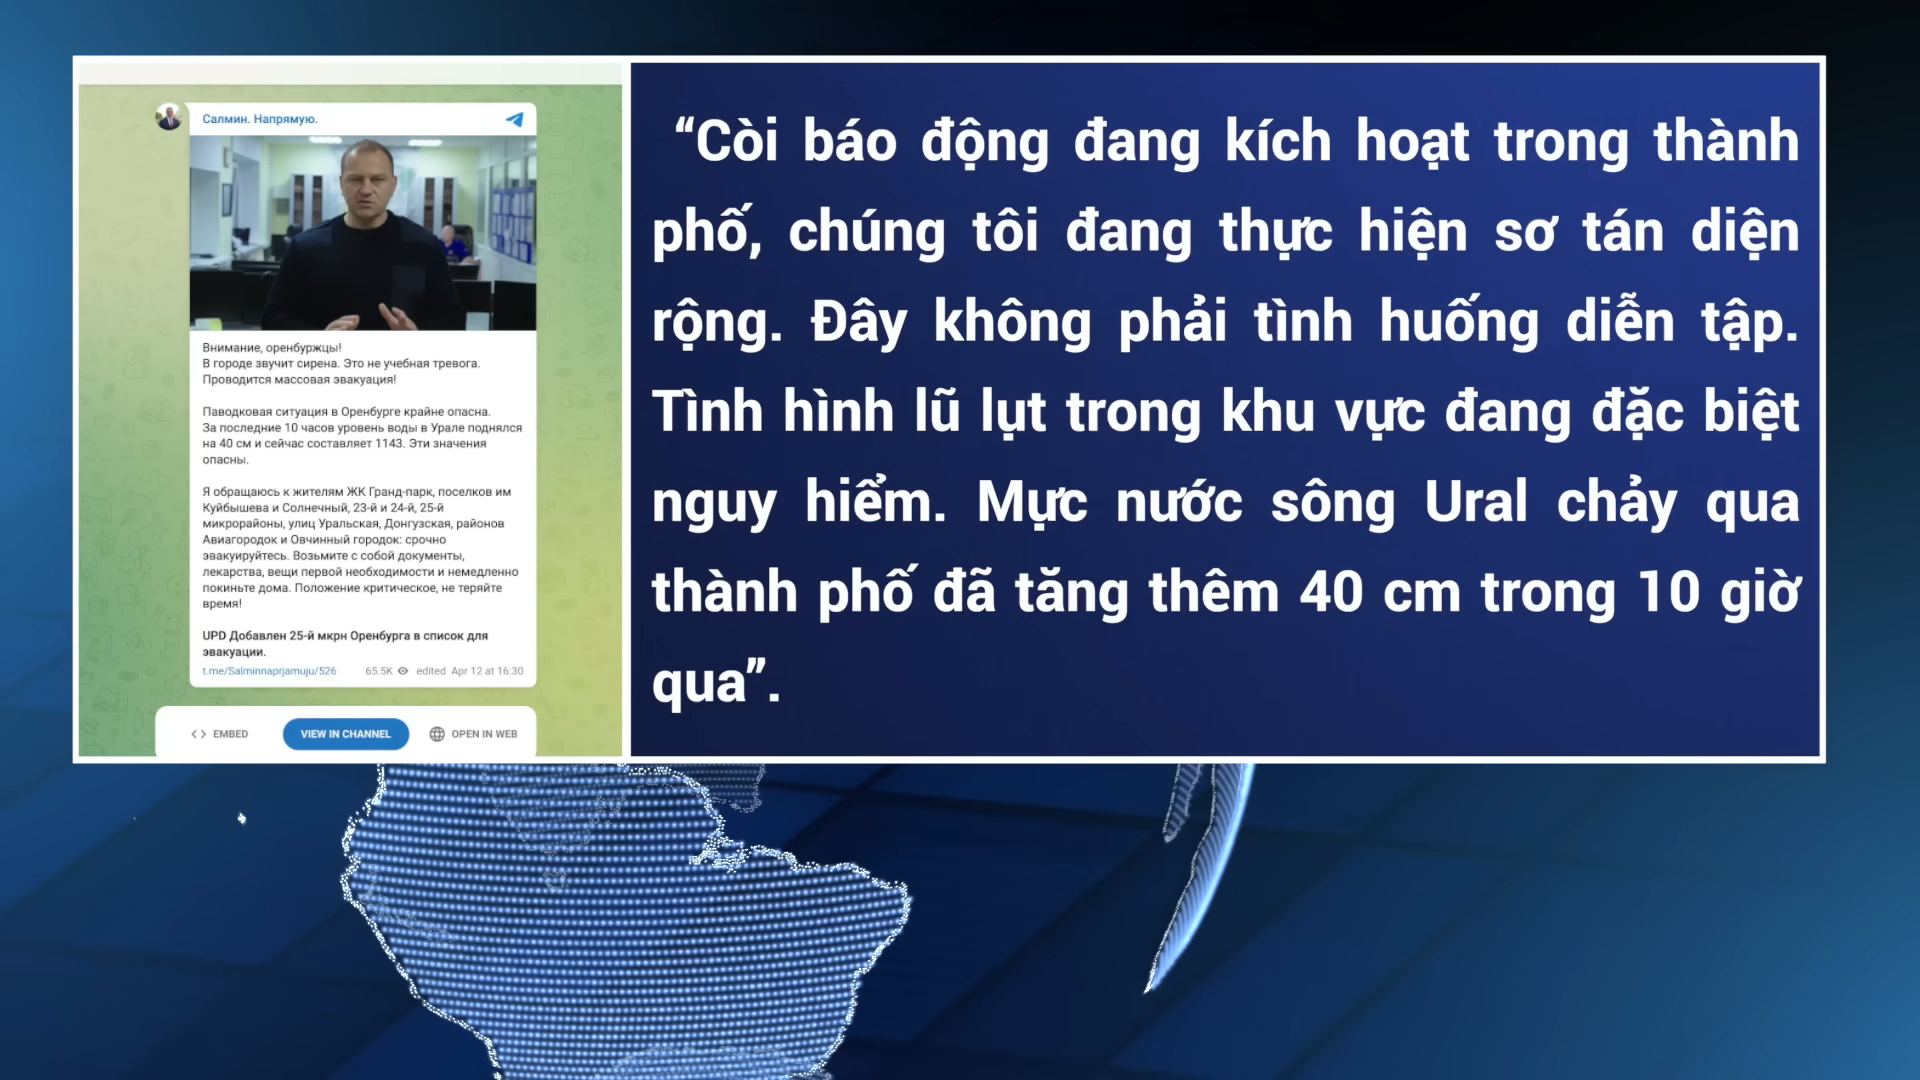 Салмин. Напрямую.
Внимание, оренбуржцы!
В городе звучит сирена. Это не учебная тревога.
Проводится массовая эвакуация!
Паводковая ситуация в Оренбурге крайне опасна.
За последние 10 часов уровень воды в Урале поднялся
на 40 см и сейчас составляет 1143. Эти значения
опасны.
Я обращаюсь к жителям ЖК Гранд-парк, поселков им
Куйбышева и Солнечный, 23-й и 24-й, 25-й
микрорайоны, улиц Уральская, Донгузская, районов
Авиагородок и Овчинный городок: срочно
эвакуируйтесь. Возьмите с собой документы,
лекарства, вещи первой необходимости и немедленно
покиньте дома. Положение критическое, не теряйте
время!
UPD Добавлен 25-й мкрн Оренбурга в список для
эвакуации.
t.me/Salminnaprjamuju/526 65.5K edited Apr 12 at 16:30
EMBED VIEW IN CHANNEL OPEN IN WEB
“Còi báo động đang kích hoạt trong thành
phố, chúng tôi đang thực hiện sơ tán diện
rộng. Đây không phải tình huống diễn tập.
Tình hình lũ lụt trong khu vực đang đặc biệt
nguy hiểm. Mực nước sông Ural chảy qua
thành phố đã tăng thêm 40 cm trong 10 giờ
qua”.